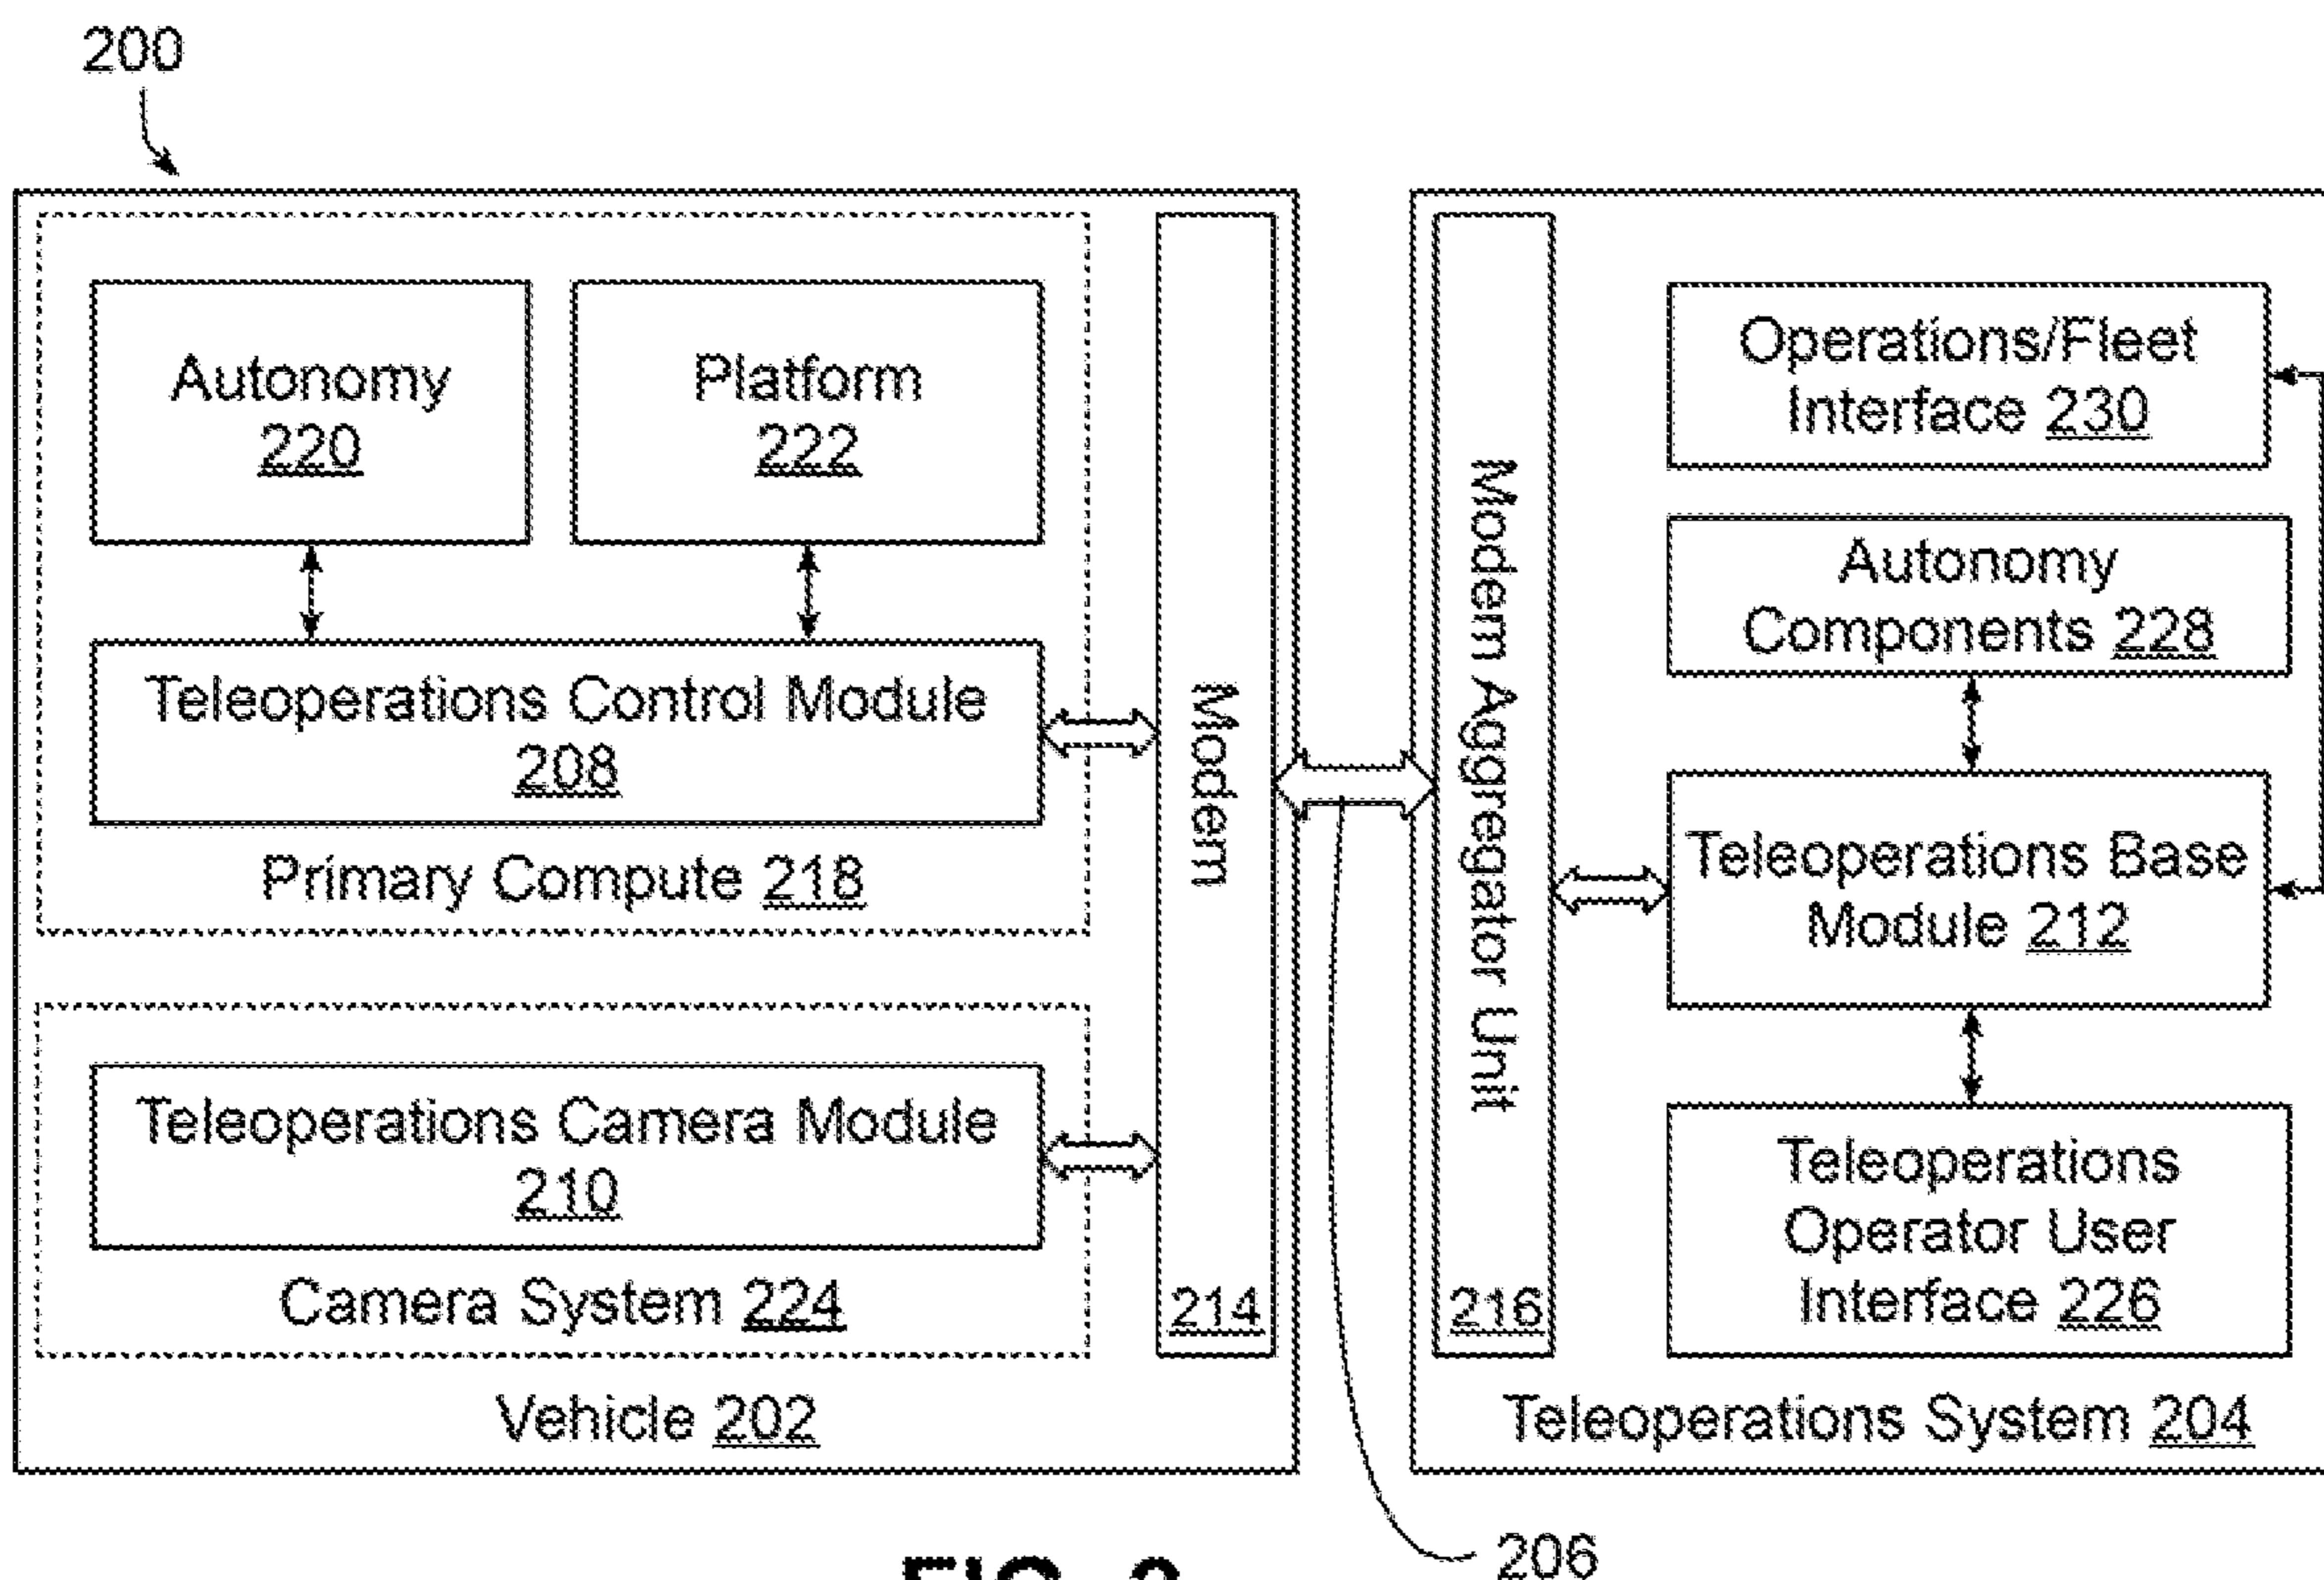 200
Autonomy
220
Platform
222
Teleoperations Control Module
208
Primary Compute 218
Teleoperations Camera Module
210
Camera System 224
Modem
214
Vehicle 202
Modem Aggregator Unit
216
Operations/Fleet
Interface 230
Autonomy
Components 228
Teleoperations Base
Module 212
Teleoperations
Operator User
Interface 226
Teleoperations System 204
206